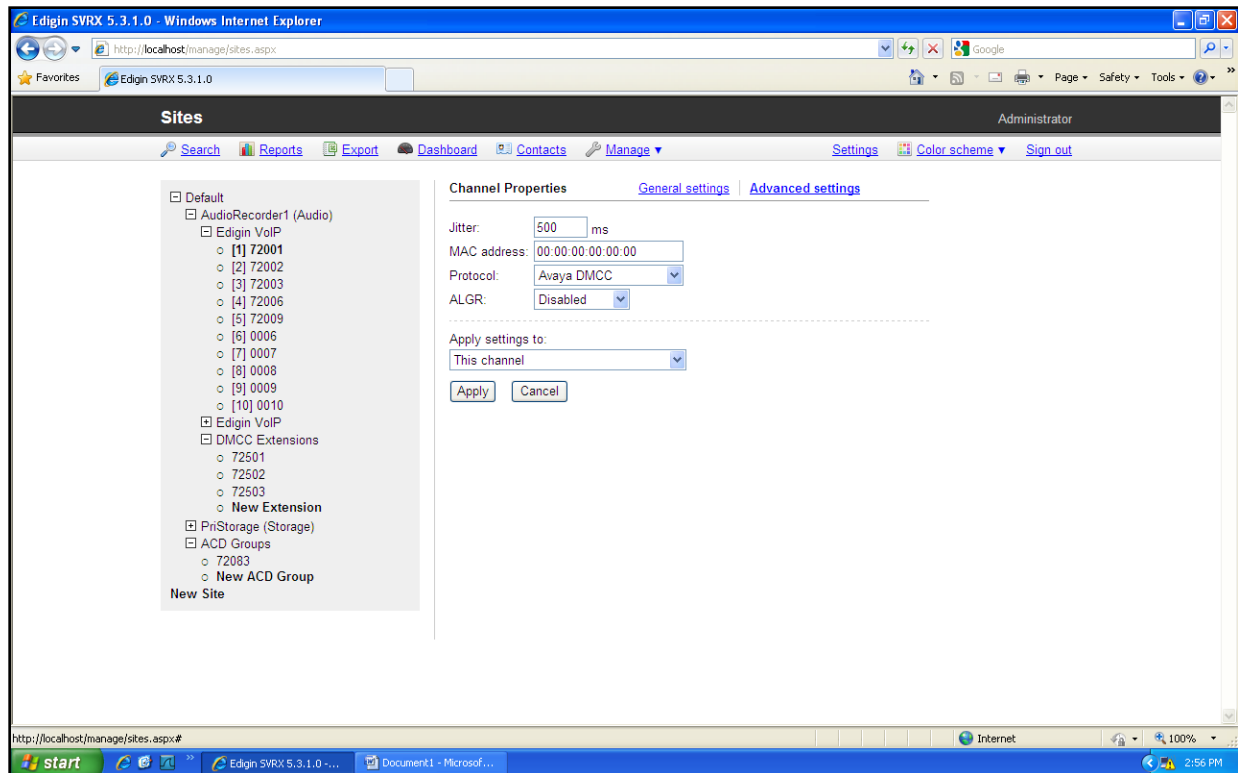 Edigin SVRX 5.3.1.0 - Windows Internet Explorer
http://localhost/manage/sites.aspx
Google
Favorites
Edigin SVRX 5.3.1.0
Page
Safety
Tools
Sites
Administrator
Search
Reports
Export
Dashboard
Contacts
Manage ▼
Settings
Color scheme ▼
Sign out
Default
AudioRecorder1 (Audio)
Edigin VoIP
[1] 72001
[2] 72002
[3] 72003
[4] 72006
[5] 72009
[6] 0006
[7] 0007
[8] 0008
[9] 0009
[10] 0010
Edigin VoIP
DMCC Extensions
72501
72502
72503
New Extension
PriStorage (Storage)
ACD Groups
72083
New ACD Group
New Site
Channel Properties
General settings
Advanced settings
Jitter: 500 ms
MAC address: 00:00:00:00:00:00
Protocol: Avaya DMCC
ALGR: Disabled
Apply settings to:
This channel
Apply
Cancel
http://localhost/manage/sites.aspx#
Internet
100%
start
Edigin SVRX 5.3.1.0 -...
Document1 - Microsof...
2:56 PM